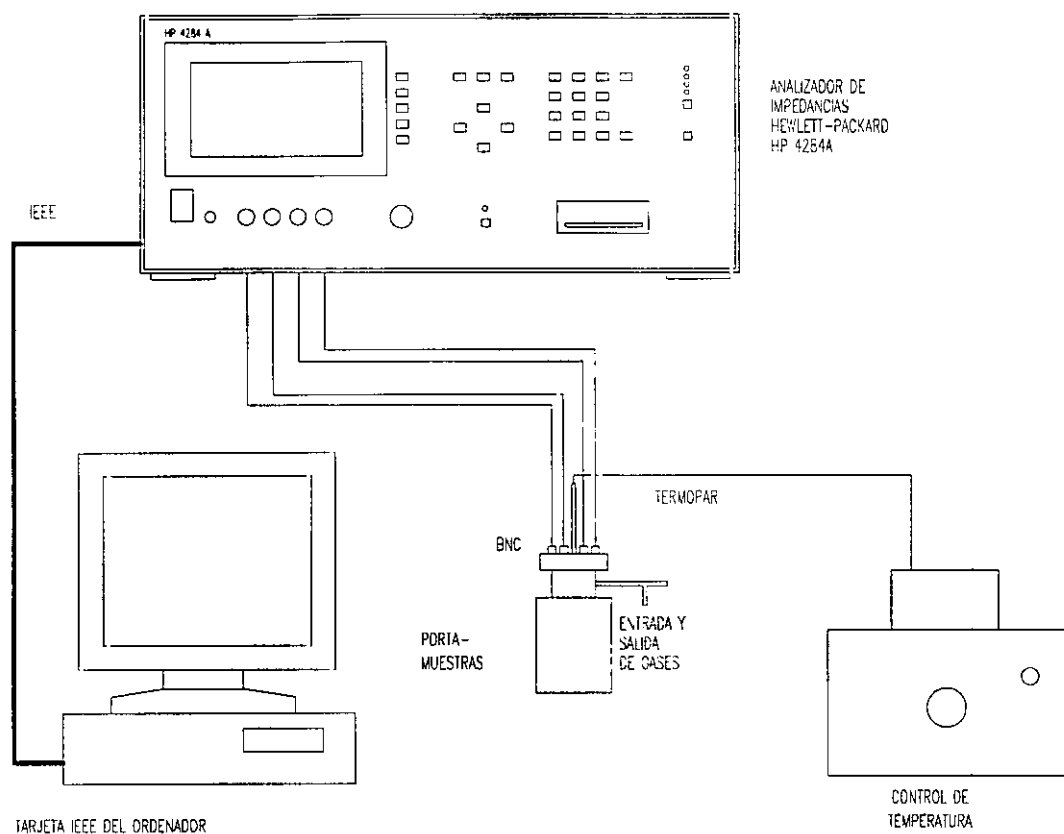 HP 4284 A
ANALIZADOR DE
IMPEDANCIAS
HEWLETT-PACKARD
HP 4284A
IEEE
TERMOPAR
BNC
PORTA-
MUESTRAS
ENTRADA Y
SALIDA
DE GASES
CONTROL DE
TEMPERATURA
TARJETA IEEE DEL ORDENADOR